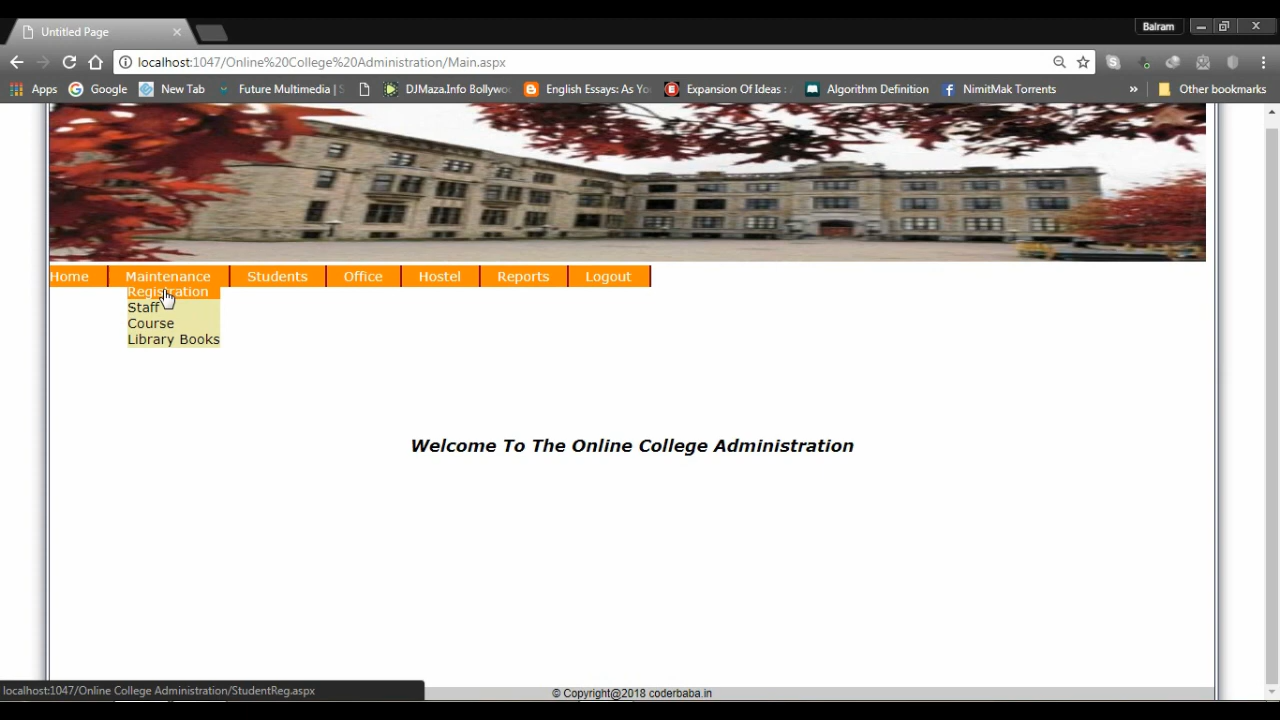 Untitled Page
Balram
localhost:1047/Online%20College%20Administration/Main.aspx
Apps Google New Tab Future Multimedia | S DJMaza.Info Bollywo English Essays: As Yo Expansion Of Ideas : Algorithm Definition NimitMak Torrents » Other bookmarks
Home Maintenance Students Office Hostel Reports Logout
Registration
Staff
Course
Library Books
Welcome To The Online College Administration
localhost:1047/Online College Administration/StudentReg.aspx
© Copyright@2018 coderbaba.in